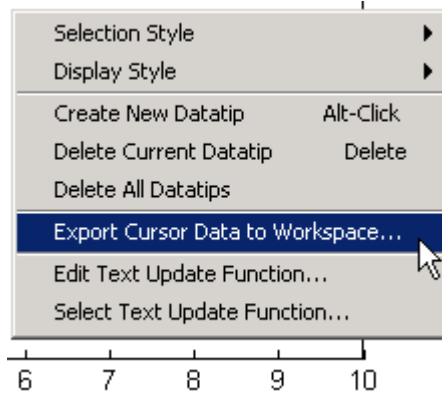 Selection Style
Display Style
Create New Datatip Alt-Click
Delete Current Datatip Delete
Delete All Datatips
Export Cursor Data to Workspace...
Edit Text Update Function...
Select Text Update Function...
6 7 8 9 10